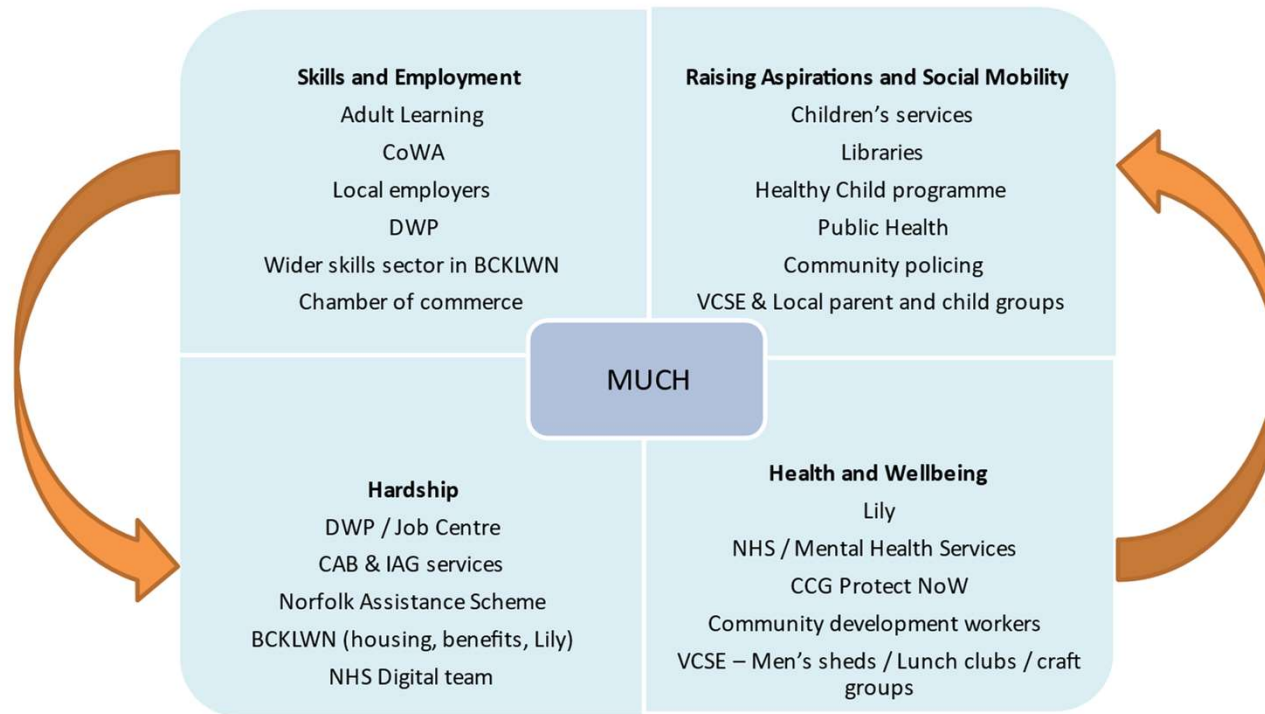 Skills and Employment
Adult Learning
CoWA
Local employers
DWP
Wider skills sector in BCKLWN
Chamber of commerce
Raising Aspirations and Social Mobility
Children’s services
Libraries
Healthy Child programme
Public Health
Community policing
VCSE & Local parent and child groups
MUCH
Hardship
DWP / Job Centre
CAB & IAG services
Norfolk Assistance Scheme
BCKLWN (housing, benefits, Lily)
NHS Digital team
Health and Wellbeing
Lily
NHS / Mental Health Services
CCG Protect NoW
Community development workers
VCSE – Men’s sheds / Lunch clubs / craft
groups